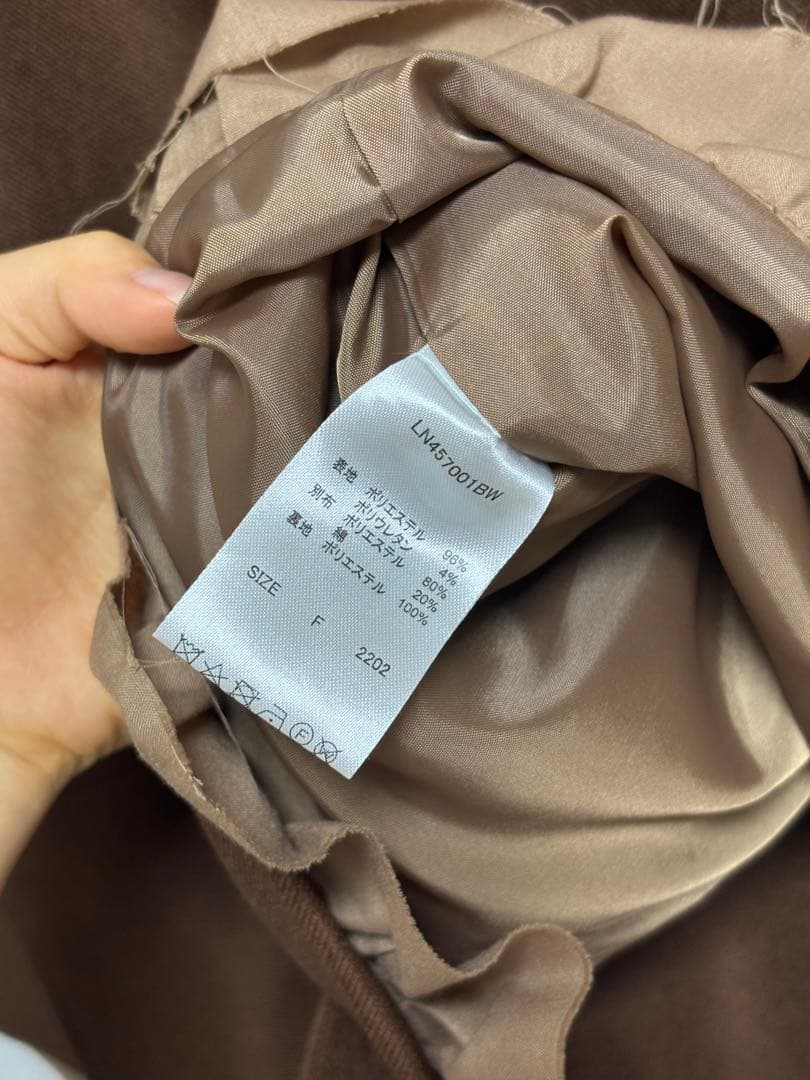 LN457001BW
表地 ポリエステル 96%
ポリウレタン 4%
別布 ポリエステル 80%
綿 20%
裏地 ポリエステル 100%
SIZE F 2202
F W